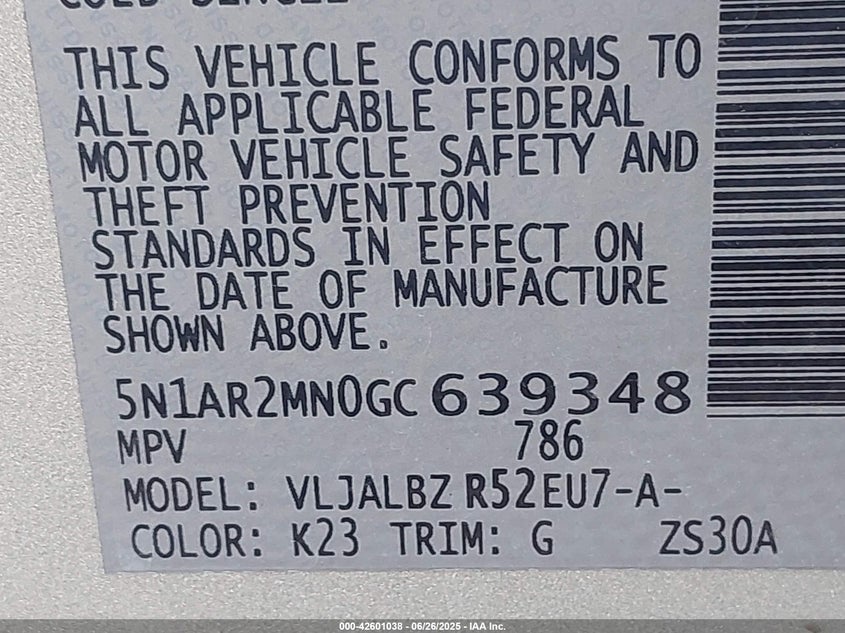 THIS VEHICLE CONFORMS TO
ALL APPLICABLE FEDERAL
MOTOR VEHICLE SAFETY AND
THEFT PREVENTION
STANDARDS IN EFFECT ON
THE DATE OF MANUFACTURE
SHOWN ABOVE.
5N1AR2MN0GC639348
MPV 786
MODEL: VLJALBZ R52EU7-A-
COLOR: K23 TRIM: G ZS30A
000-42601038 - 06/26/2025 - IAA Inc.